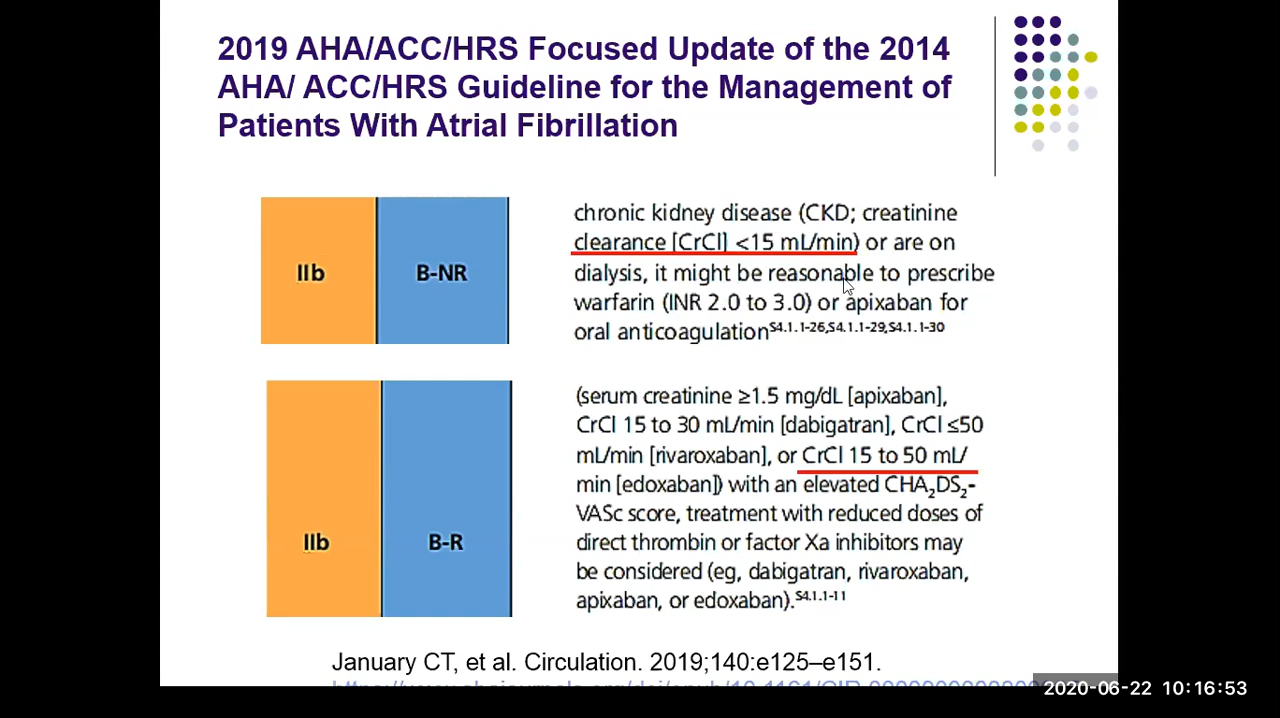 2019 AHA/ACC/HRS Focused Update of the 2014
AHA/ ACC/HRS Guideline for the Management of
Patients With Atrial Fibrillation
IIb
B-NR
chronic kidney disease (CKD; creatinine
clearance [CrCl] <15 mL/min) or are on
dialysis, it might be reasonable to prescribe
warfarin (INR 2.0 to 3.0) or apixaban for
oral anticoagulationS4.1.1-26,S4.1.1-29,S4.1.1-30
IIb
B-R
(serum creatinine ≥1.5 mg/dL [apixaban],
CrCl 15 to 30 mL/min [dabigatran], CrCl ≤50
mL/min [rivaroxaban], or CrCl 15 to 50 mL/
min [edoxaban]) with an elevated CHA₂DS₂-
VASc score, treatment with reduced doses of
direct thrombin or factor Xa inhibitors may
be considered (eg, dabigatran, rivaroxaban,
apixaban, or edoxaban).S4.1.1-11
January CT, et al. Circulation. 2019;140:e125–e151.
2020-06-22 10:16:53